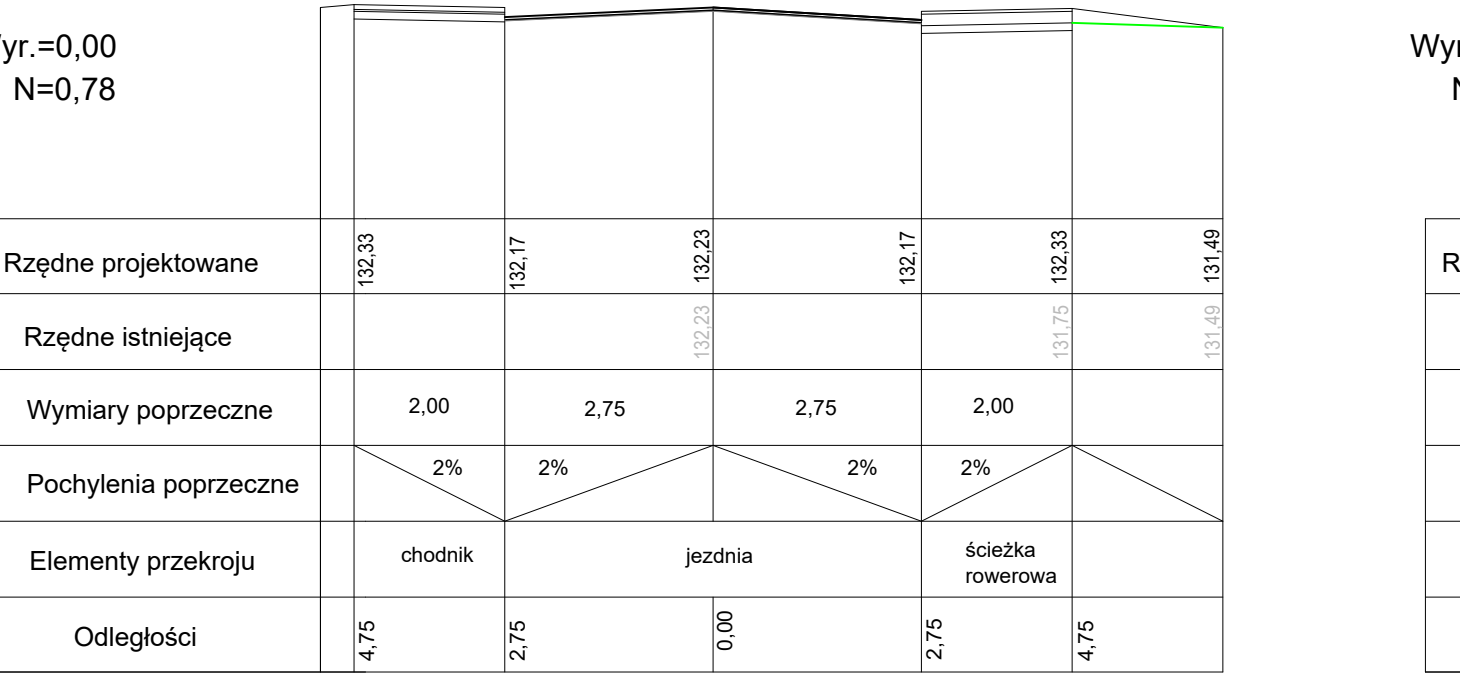 yr.=0,00
N=0,78
Wyr
N
Rzędne projektowane 132,33 132,17 132,23 132,17 132,33 131,49
R
Rzędne istniejące 132,23 131,75 131,49
Wymiary poprzeczne 2,00 2,75 2,75 2,00
Pochylenia poprzeczne 2% 2% 2% 2%
Elementy przekroju chodnik jezdnia ścieżka
rowerowa
Odległości 4,75 2,75 0,00 2,75 4,75